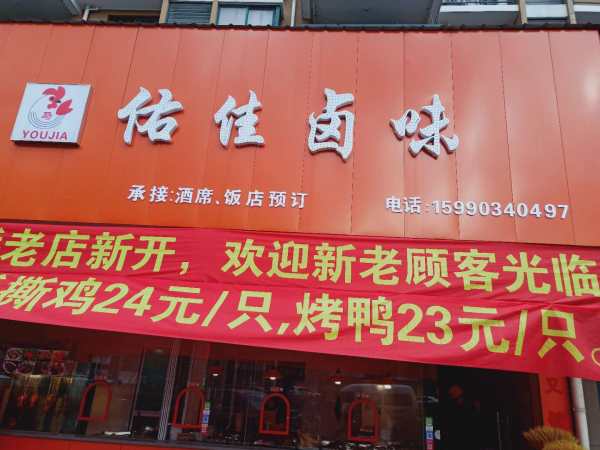 佑佳卤味
YOUJIA
承接:酒席、饭店预订
电话:15990340497
老店新开，欢迎新老顾客光临
撕鸡24元/只,烤鸭23元/只。